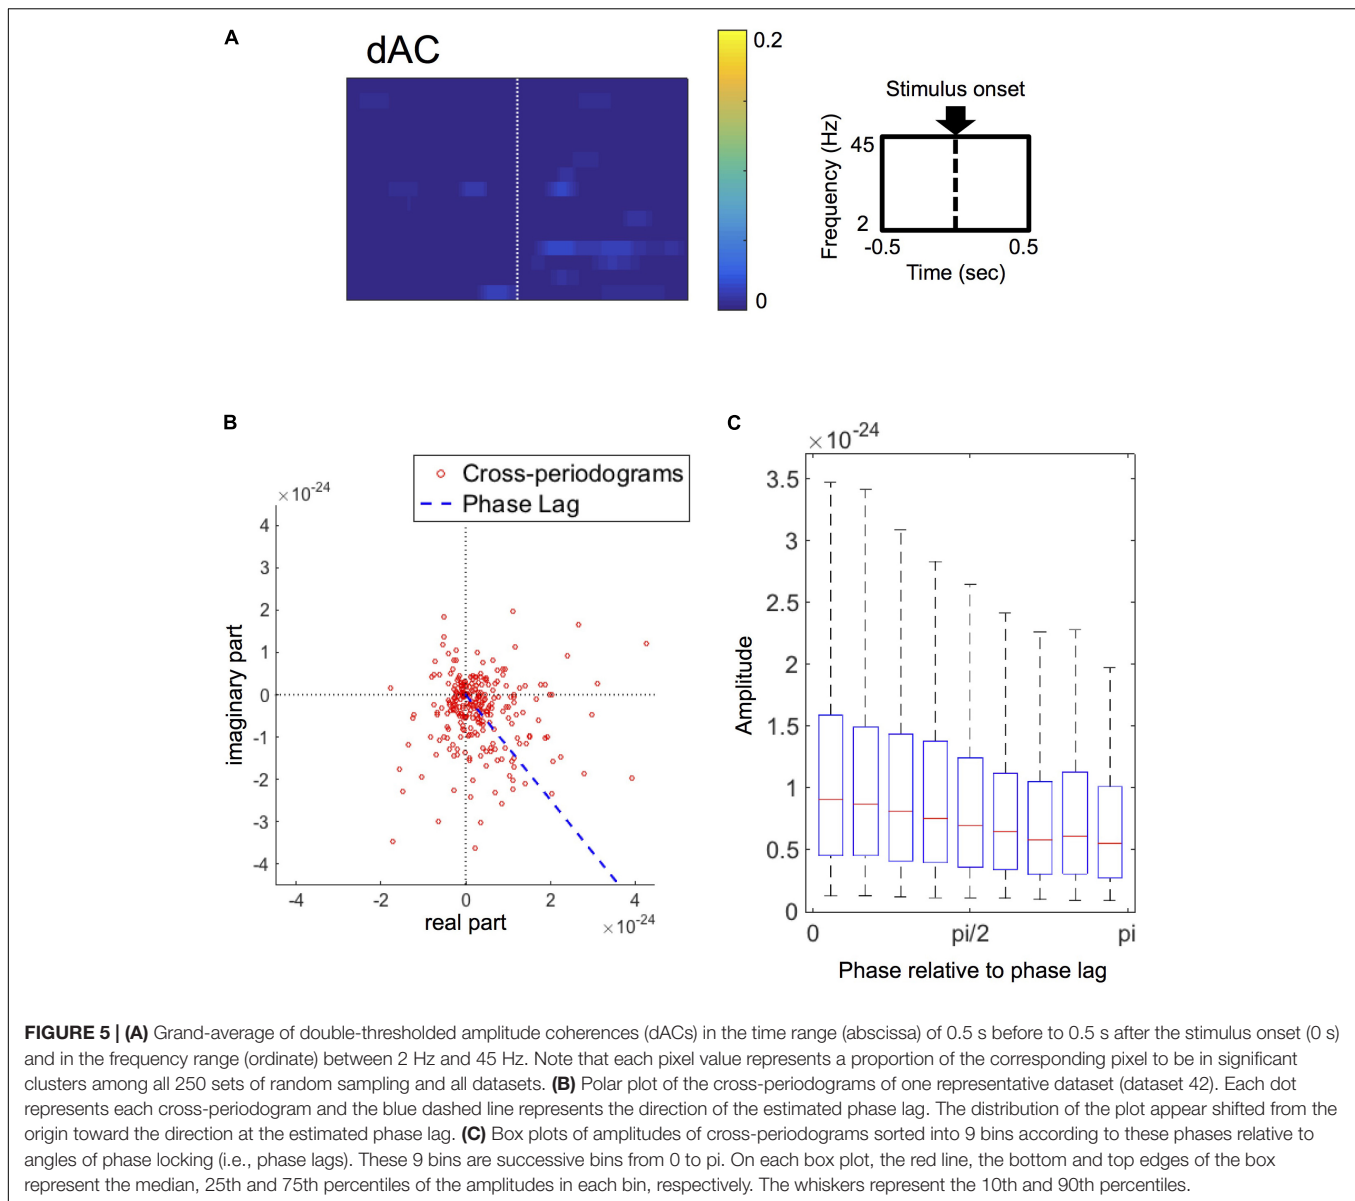 A
dAC
0.2
0
Stimulus onset
Frequency (Hz)
45
2
-0.5
0.5
Time (sec)
B
×10-24
Cross-periodograms
Phase Lag
4
3
2
1
0
-1
-2
-3
-4
imaginary part
-4
-2
0
2
4
real part
×10-24
C
×10-24
3.5
3
2.5
2
1.5
1
0.5
0
Amplitude
0
pi/2
pi
Phase relative to phase lag
FIGURE 5 | (A) Grand-average of double-thresholded amplitude coherences (dACs) in the time range (abscissa) of 0.5 s before to 0.5 s after the stimulus onset (0 s)
and in the frequency range (ordinate) between 2 Hz and 45 Hz. Note that each pixel value represents a proportion of the corresponding pixel to be in significant
clusters among all 250 sets of random sampling and all datasets. (B) Polar plot of the cross-periodograms of one representative dataset (dataset 42). Each dot
represents each cross-periodogram and the blue dashed line represents the direction of the estimated phase lag. The distribution of the plot appear shifted from the
origin toward the direction at the estimated phase lag. (C) Box plots of amplitudes of cross-periodograms sorted into 9 bins according to these phases relative to
angles of phase locking (i.e., phase lags). These 9 bins are successive bins from 0 to pi. On each box plot, the red line, the bottom and top edges of the box
represent the median, 25th and 75th percentiles of the amplitudes in each bin, respectively. The whiskers represent the 10th and 90th percentiles.